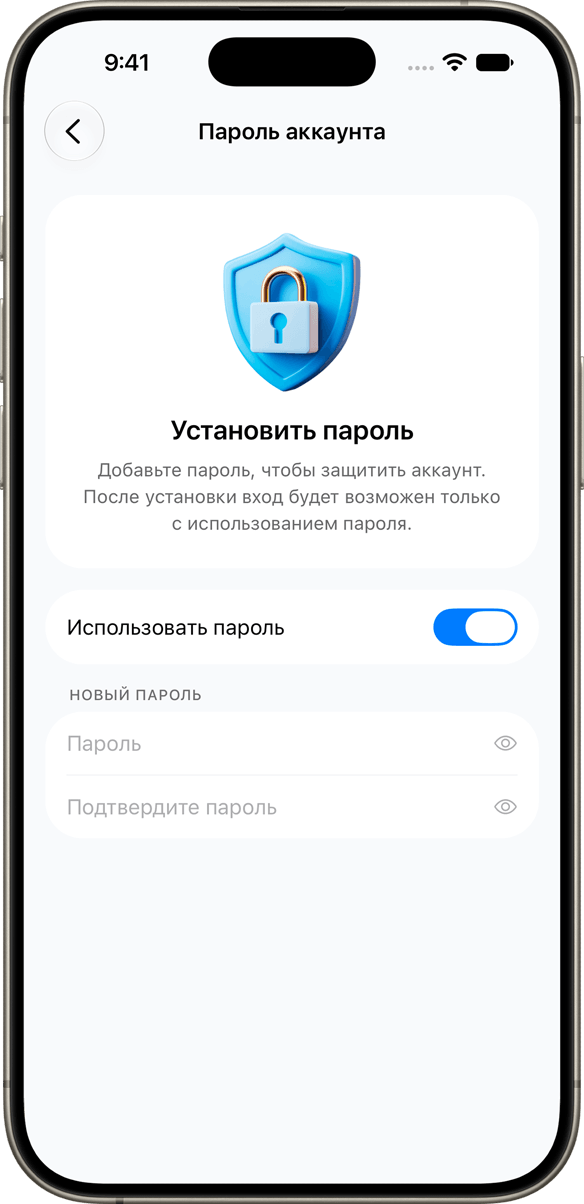 9:41
Пароль аккаунта
Установить пароль
Добавьте пароль, чтобы защитить аккаунт.
После установки вход будет возможен только
с использованием пароля.
Использовать пароль
НОВЫЙ ПАРОЛЬ
Пароль
Подтвердите пароль